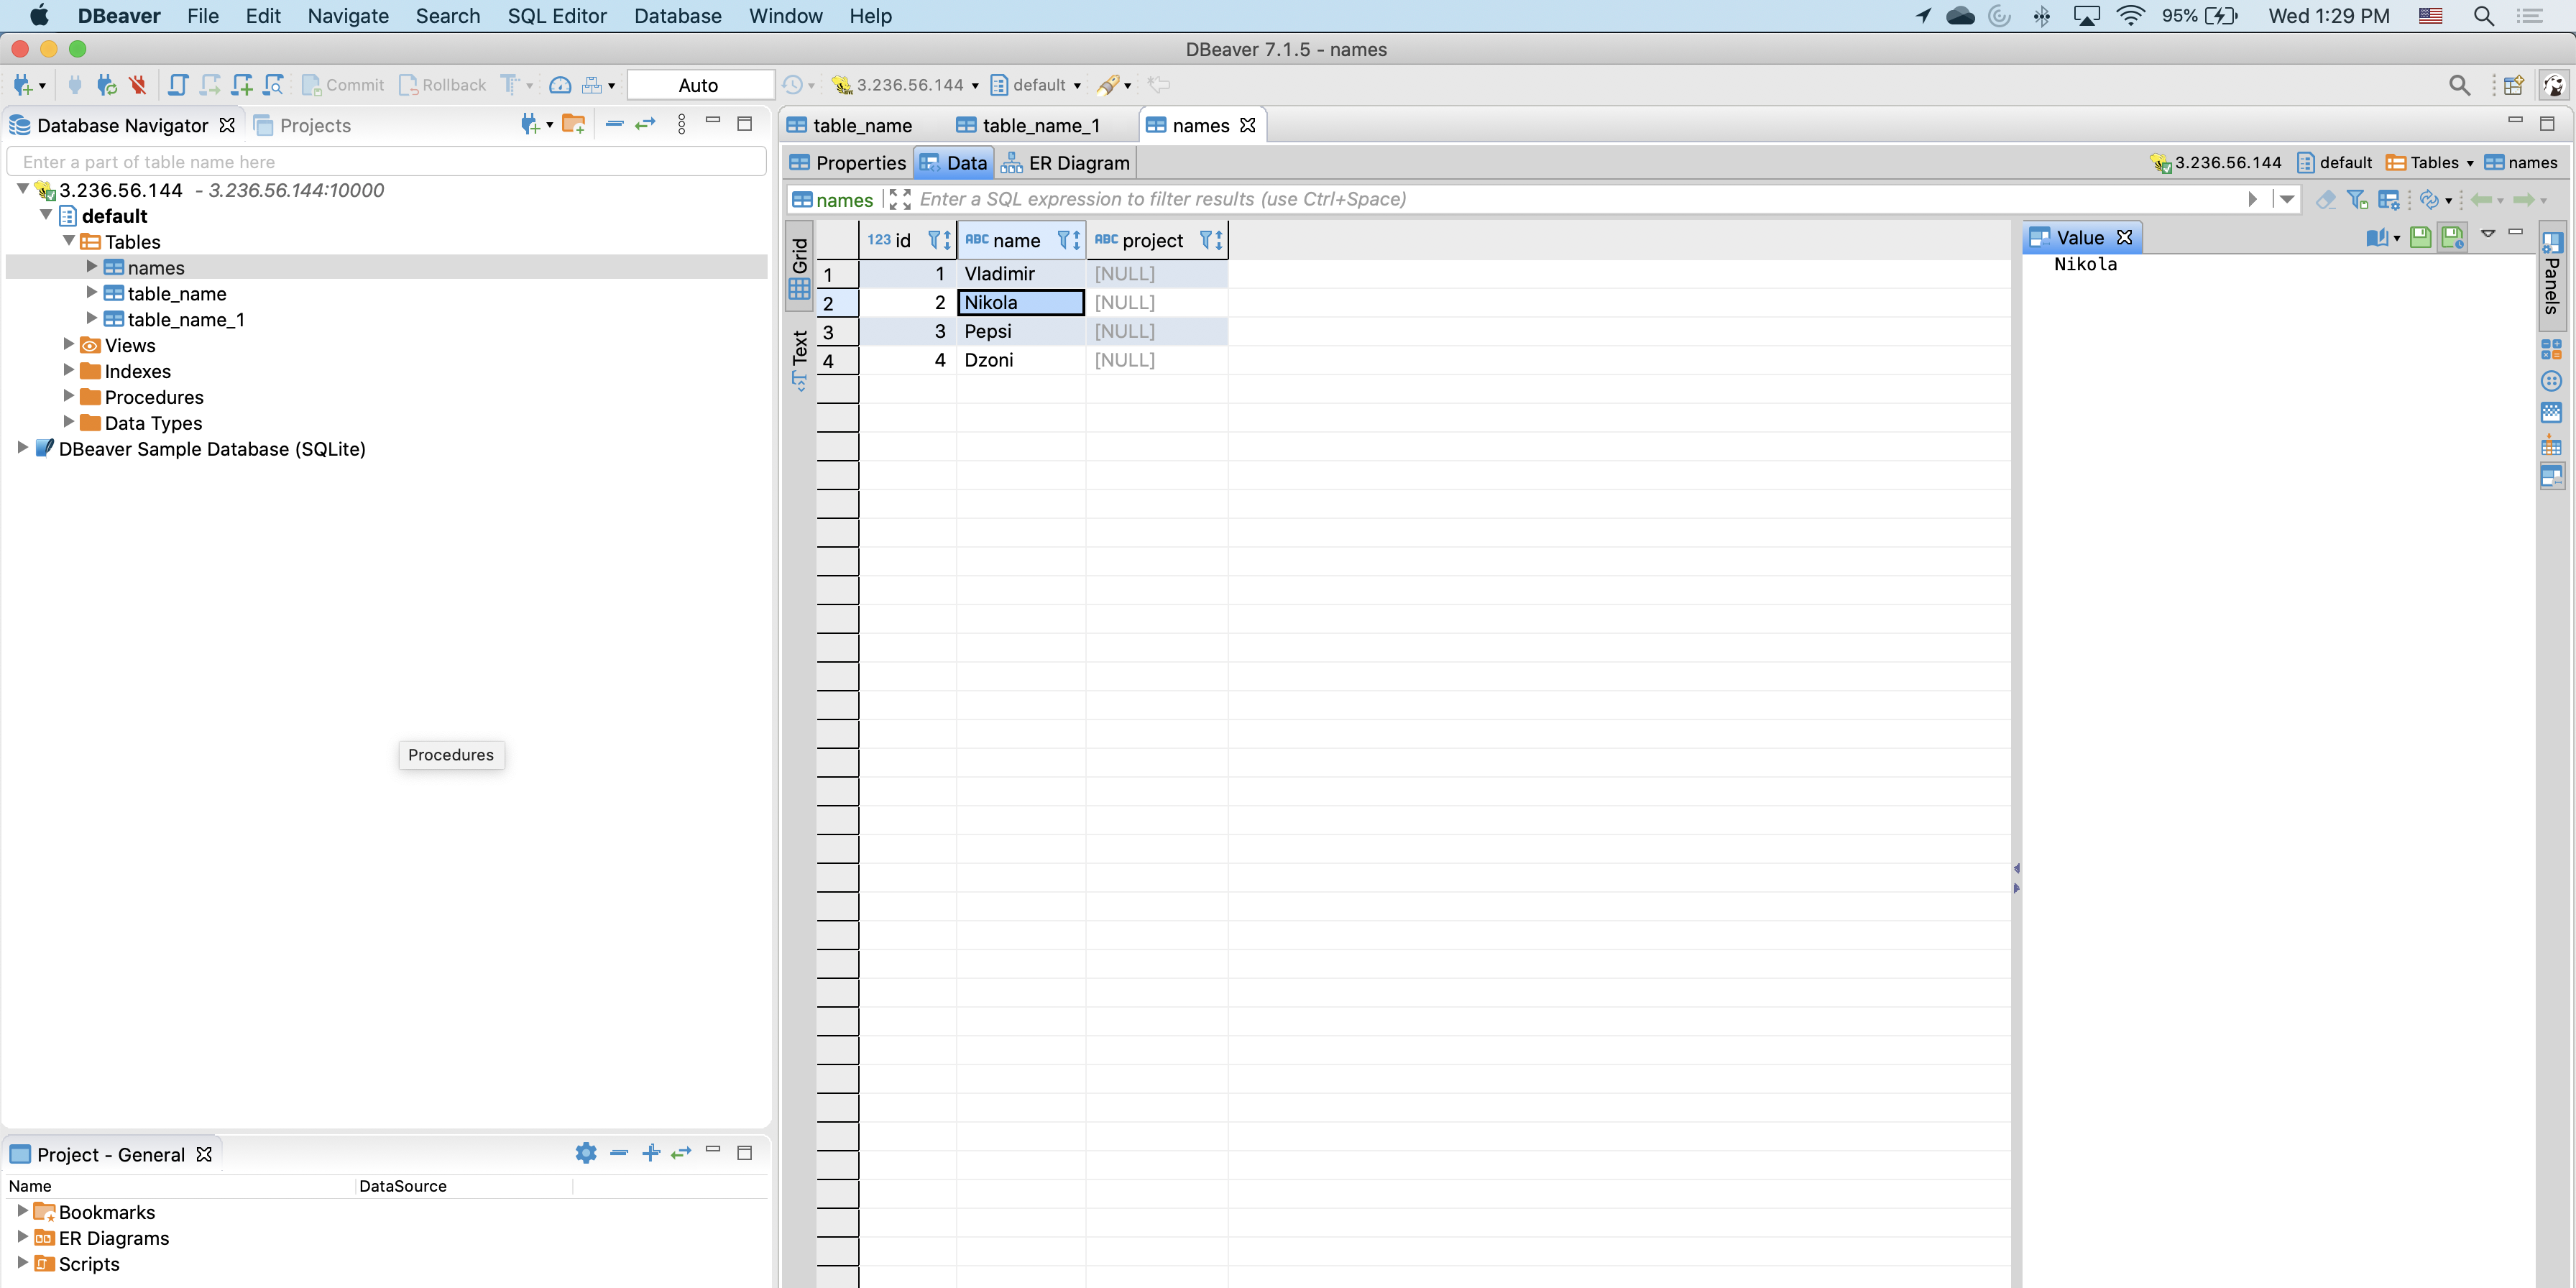 DBeaver File Edit Navigate Search SQL Editor Database Window Help 95% Wed 1:29 PM
DBeaver 7.1.5 - names
Commit Rollback Auto 3.236.56.144 default
Database Navigator Projects
Enter a part of table name here
3.236.56.144 - 3.236.56.144:10000
default
Tables
names
table_name
table_name_1
Views
Indexes
Procedures
Data Types
DBeaver Sample Database (SQLite)
Procedures
Project - General
Name DataSource
Bookmarks
ER Diagrams
Scripts
table_name table_name_1 names
Properties Data ER Diagram 3.236.56.144 default Tables names
names Enter a SQL expression to filter results (use Ctrl+Space)
Grid
Text
123 id ABC name ABC project
1 1 Vladimir [NULL]
2 2 Nikola [NULL]
3 3 Pepsi [NULL]
4 4 Dzoni [NULL]
Value
Nikola
Panels